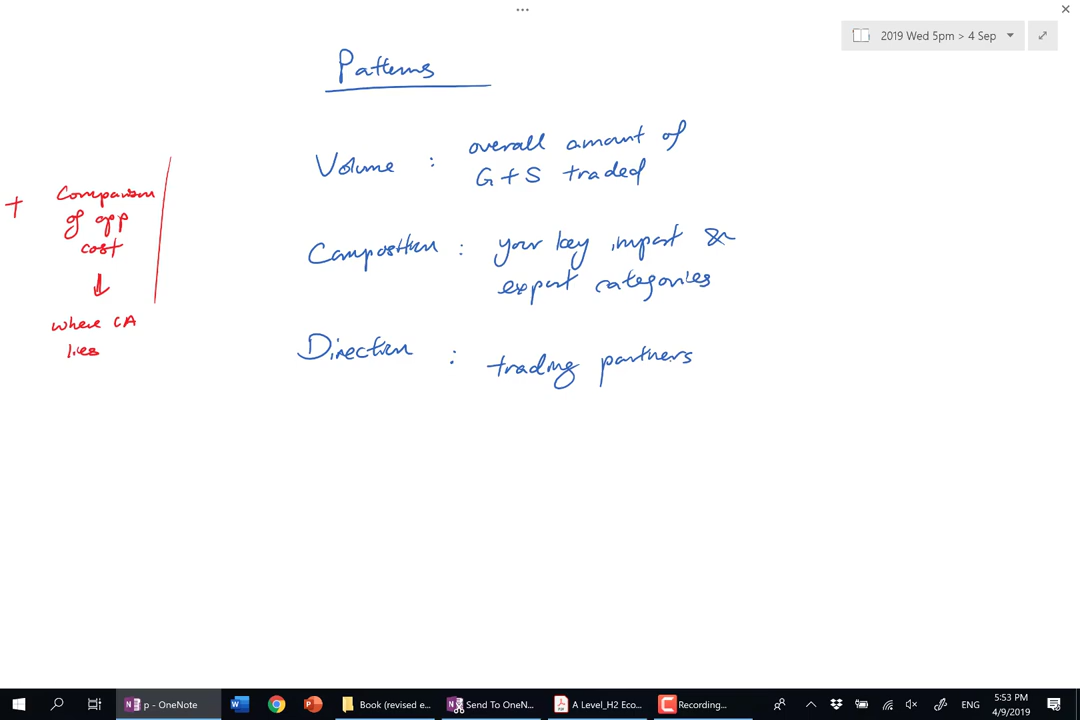 2019 Wed 5pm > 4 Sep
Patterns
Volume : overall amount of
G + S traded
+ Comparison
of opp
cost
where CA
lies
Composition : your key import &
export categories
Direction : trading partners
p - OneNote
Book (revised e...
Send To OneN...
A Level_H2 Eco...
Recording...
ENG
5:53 PM
4/9/2019